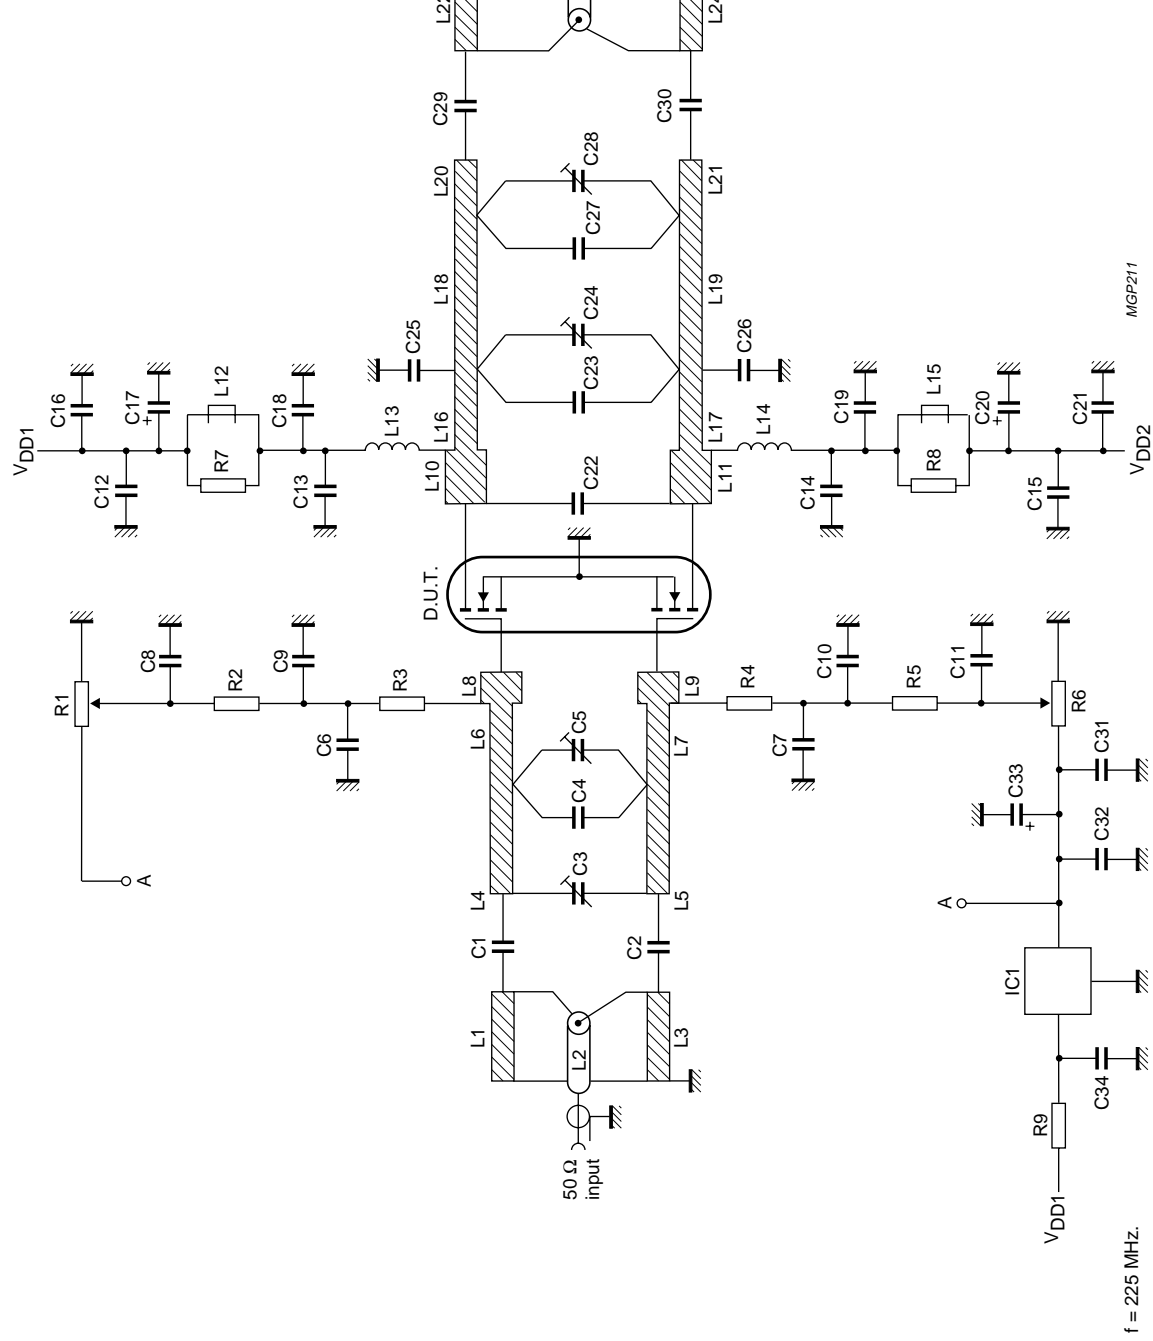 L22
L24
C29
C30
L20
C28
C27
L21
L18
C24
C23
L19
C25
C26
MGP211
VDD1
C16
C17
+
L12
C18
L13
L16
C12
R7
C13
L10
C22
L17
L14
C19
L15
C20
+
C21
L11
C14
R8
C15
VDD2
D.U.T.
R1
C8
R2
C9
R3
L8
C6
L6
C5
C4
L7
L9
R4
C10
R5
C11
C7
R6
A
L4
C3
L5
C33
+
C31
C32
A
C1
C2
IC1
L1
L2
L3
C34
R9
50 Ω
input
VDD1
f = 225 MHz.